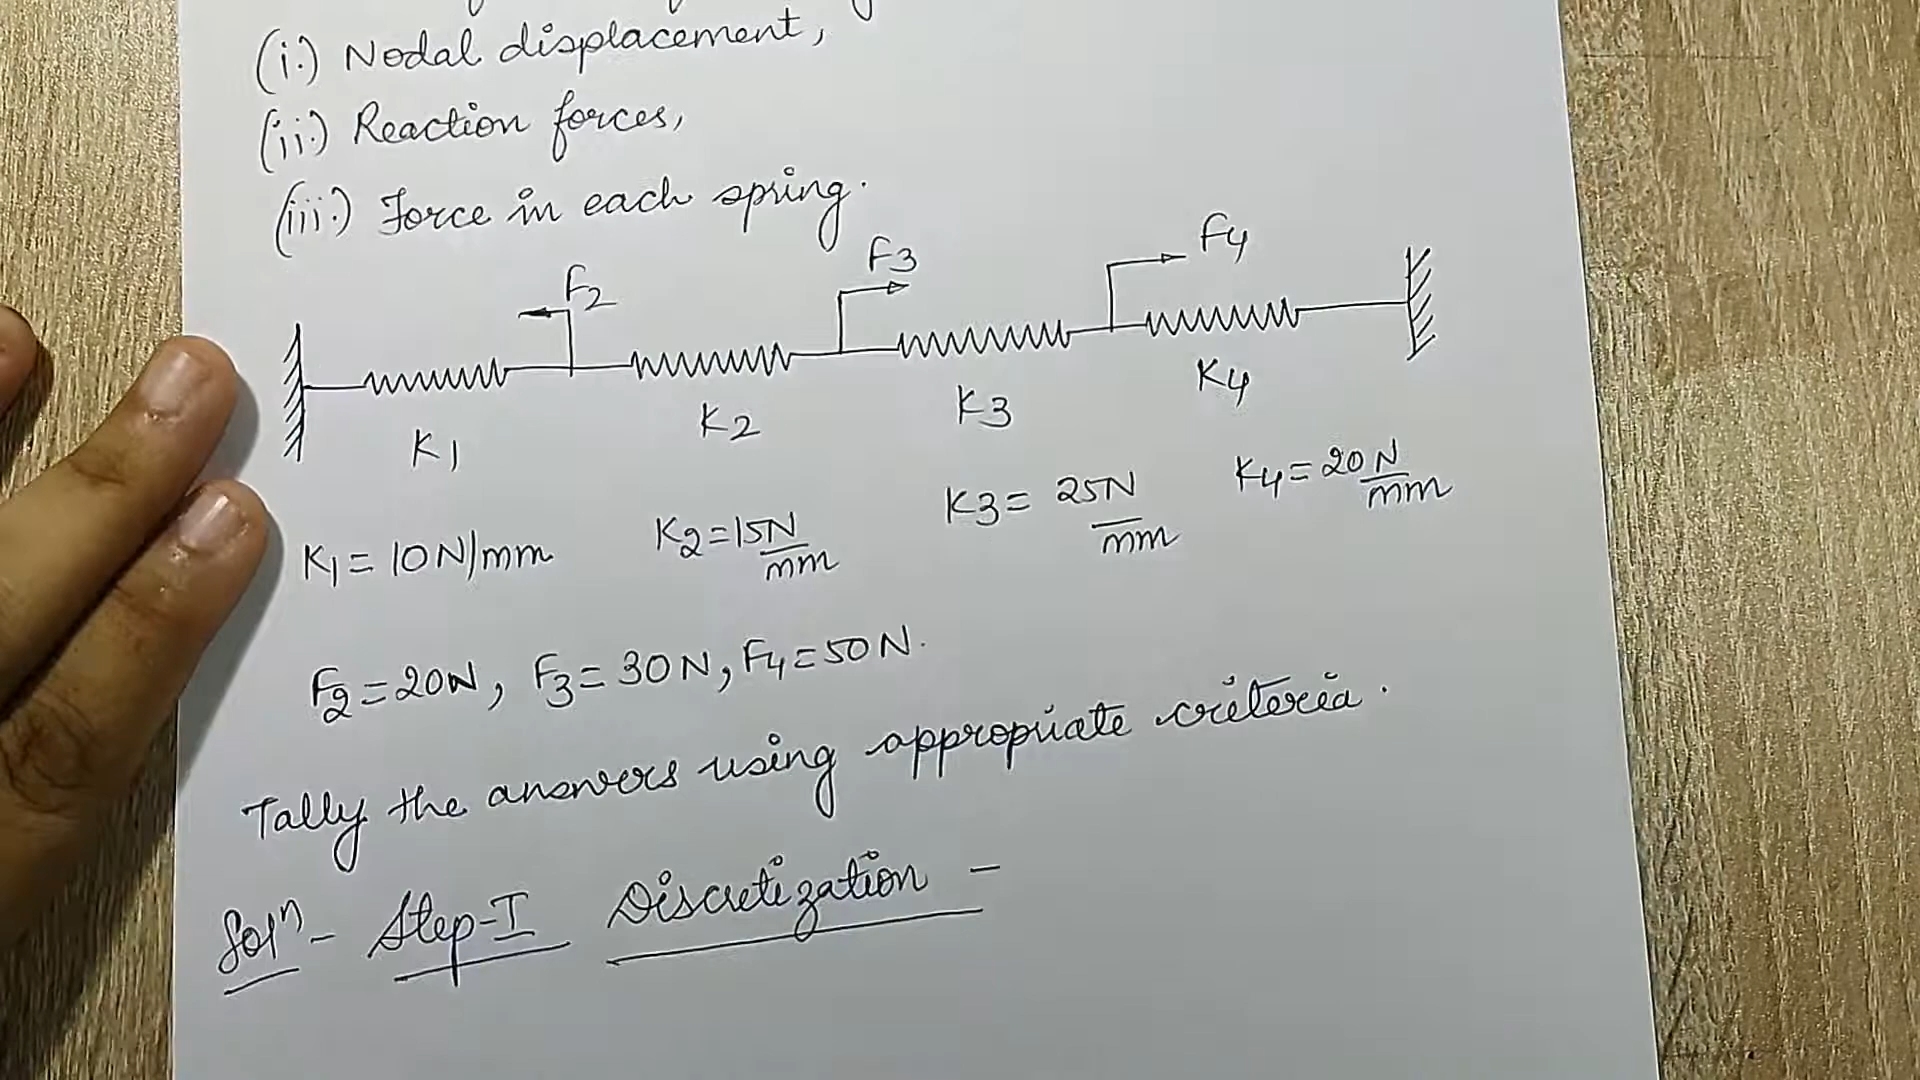 (i.) Nodal displacement,
(ii.) Reaction forces,
(iii.) Force in each spring.
F2 F3 F4
K1 K2 K3 K4
K1 = 10N/mm K2 = 15N/mm K3 = 25N/mm K4 = 20N/mm
F2 = 20N, F3 = 30N, F4 = 50N.
Tally the answers using appropriate criteria.
Solⁿ - Step-I Discretization -